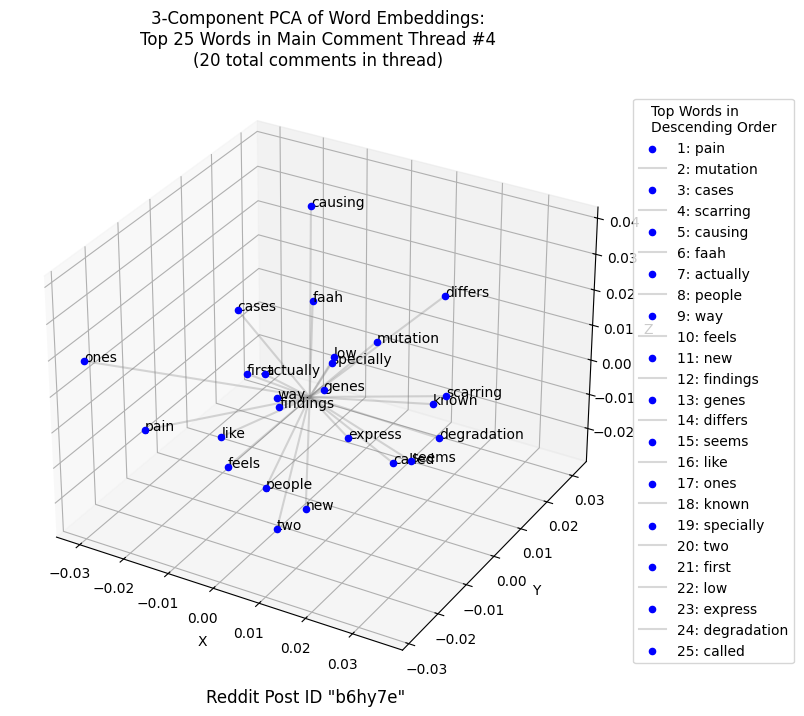 3-Component PCA of Word Embeddings:
Top 25 Words in Main Comment Thread #4
(20 total comments in thread)
Top Words in
Descending Order
1: pain
2: mutation
3: cases
4: scarring
5: causing
6: faah
7: actually
8: people
9: way
10: feels
11: new
12: findings
13: genes
14: differs
15: seems
16: like
17: ones
18: known
19: specially
20: two
21: first
22: low
23: express
24: degradation
25: called
causing
faah
differs
cases
mutation
low
specially
ones
first
actually
genes
way
findings
scarring
known
pain
like
express
degradation
feels
called
seems
people
new
two
0.04
0.03
0.02
0.01
0.00
−0.01
−0.02
Z
−0.03
−0.02
−0.01
0.00
0.01
0.02
0.03
X
0.03
0.02
0.01
0.00
−0.01
−0.02
−0.03
Y
Reddit Post ID "b6hy7e"